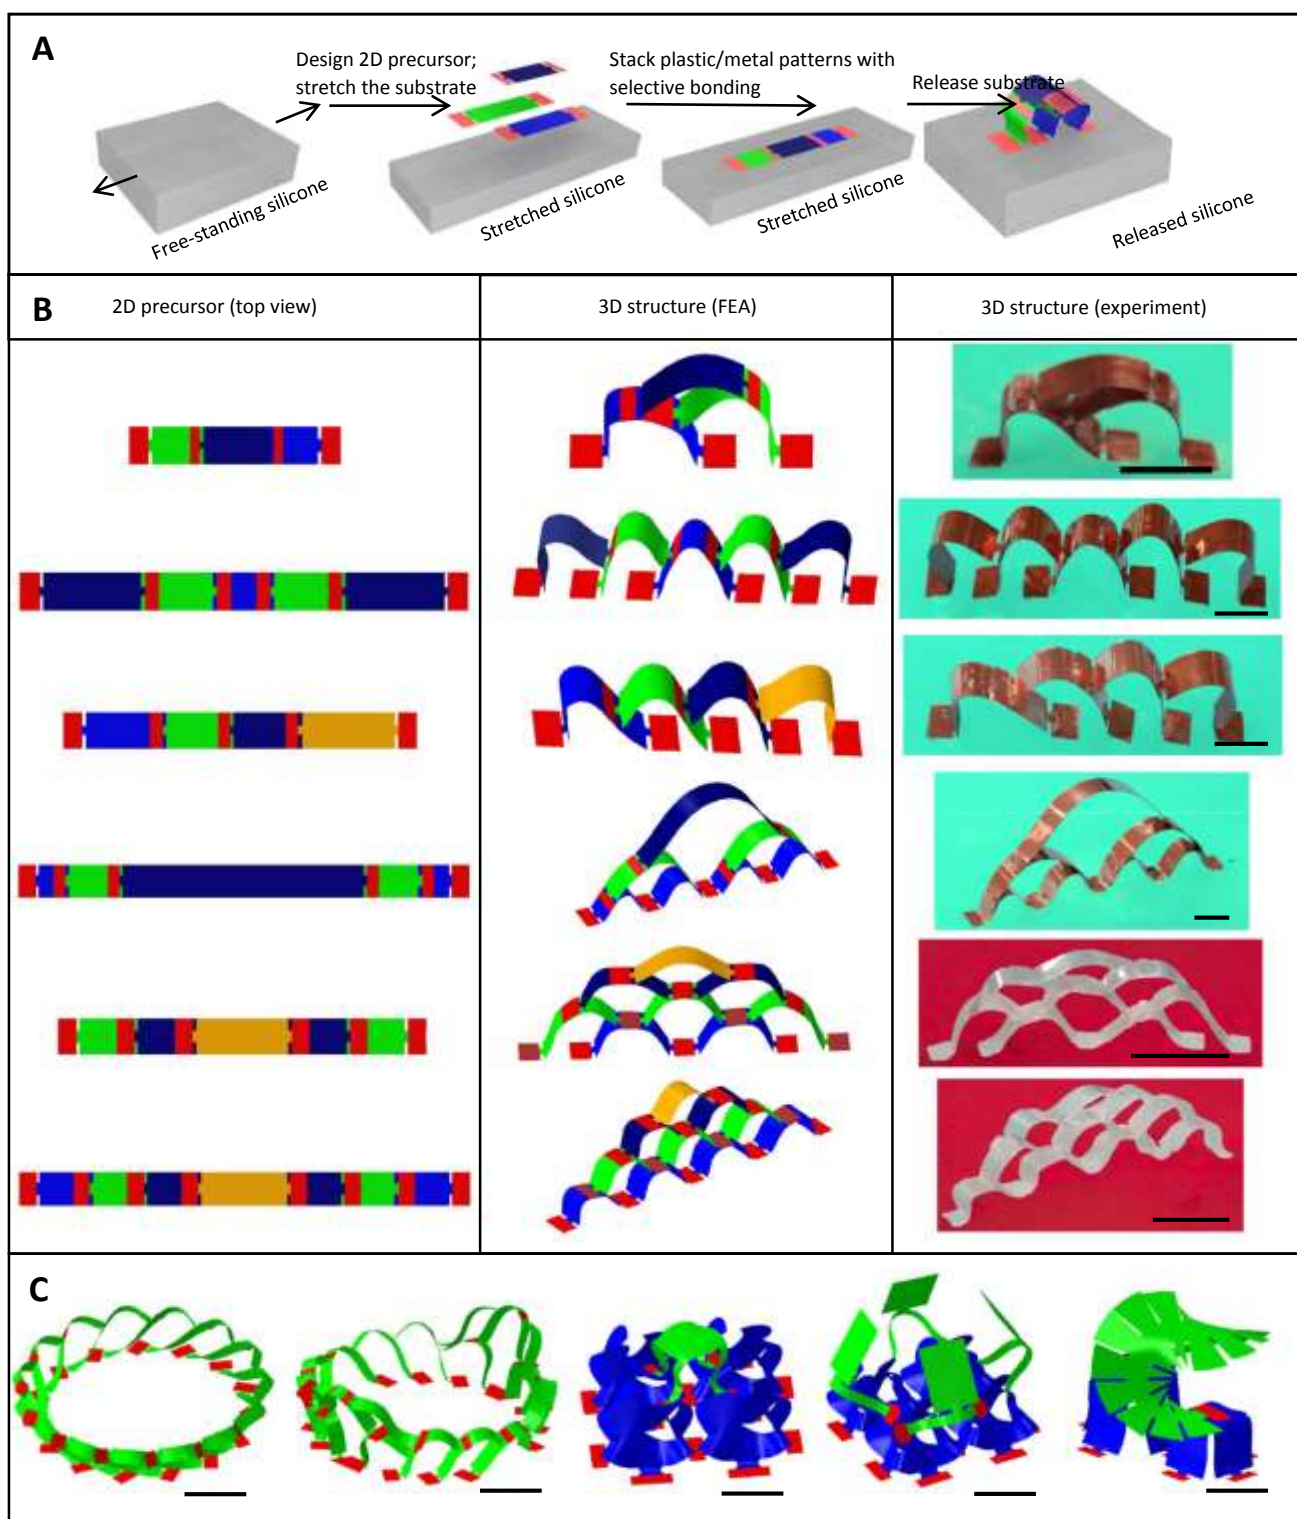 A
Design 2D precursor;
stretch the substrate
Stack plastic/metal patterns with
selective bonding
Release substrate
Free-standing silicone
Stretched silicone
Stretched silicone
Released silicone
B
2D precursor (top view)
3D structure (FEA)
3D structure (experiment)
C